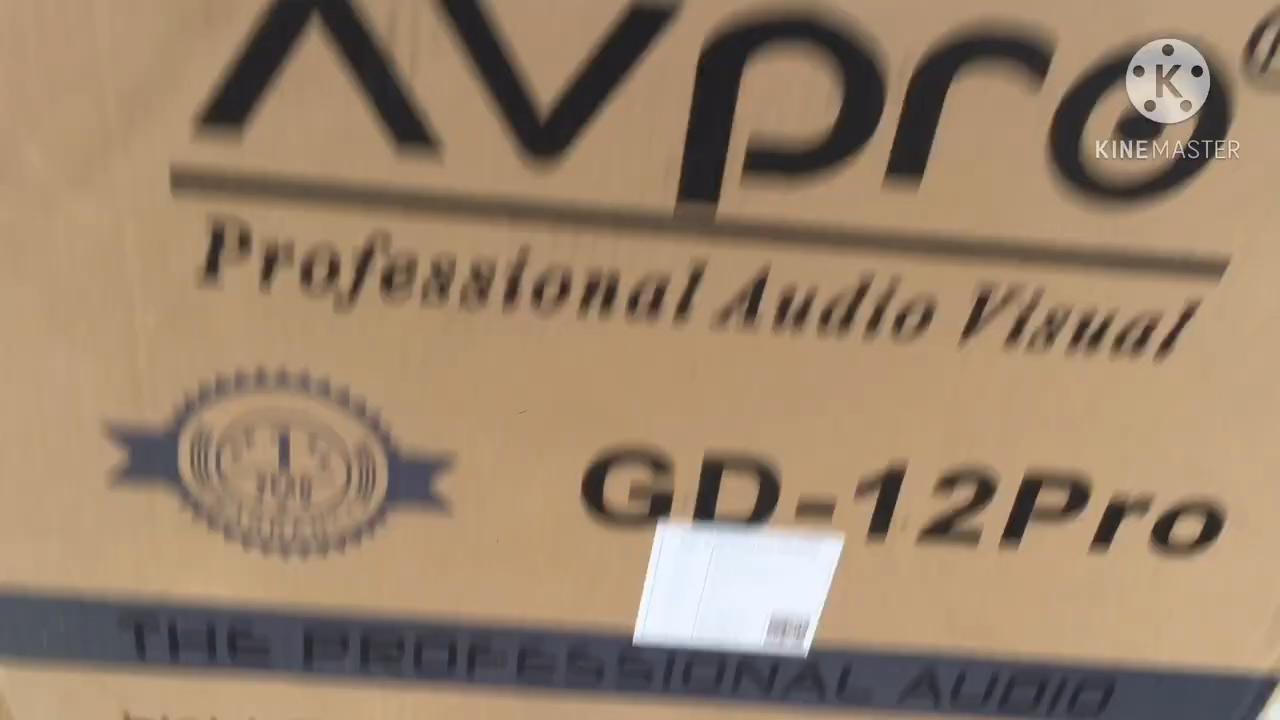 AVpro®
KINEMASTER
Professional Audio Visual
GD-12Pro
THE PROFESSIONAL AUDIO